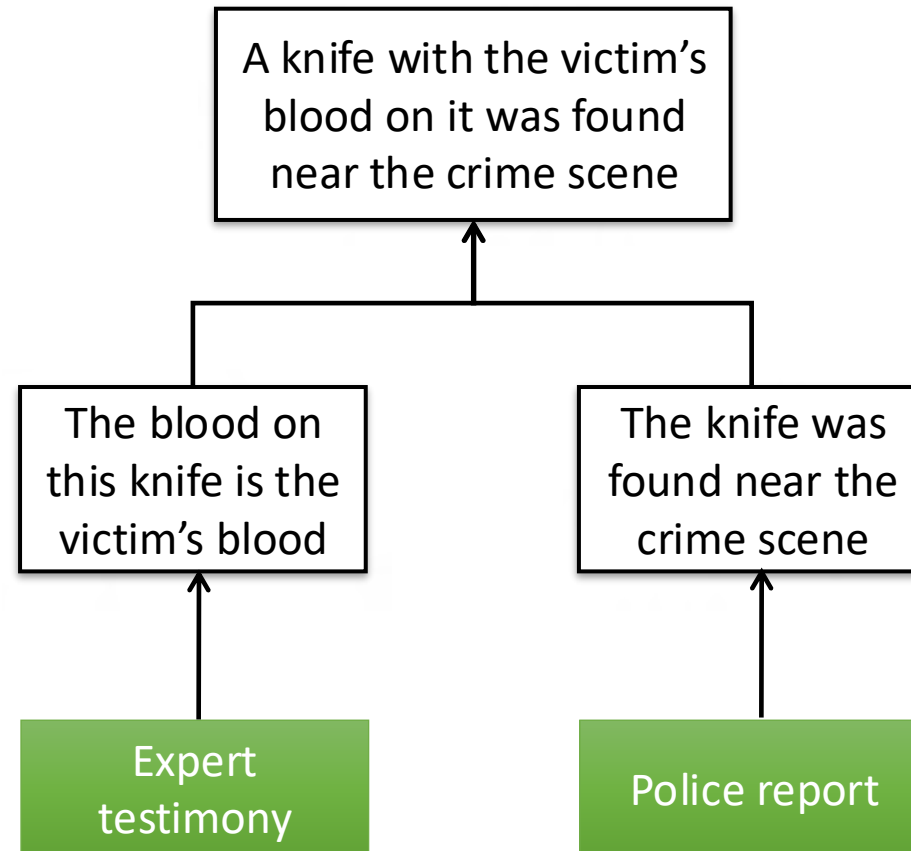 A knife with the victim’s
blood on it was found
near the crime scene
The blood on
this knife is the
victim’s blood
The knife was
found near the
crime scene
Expert
testimony
Police report